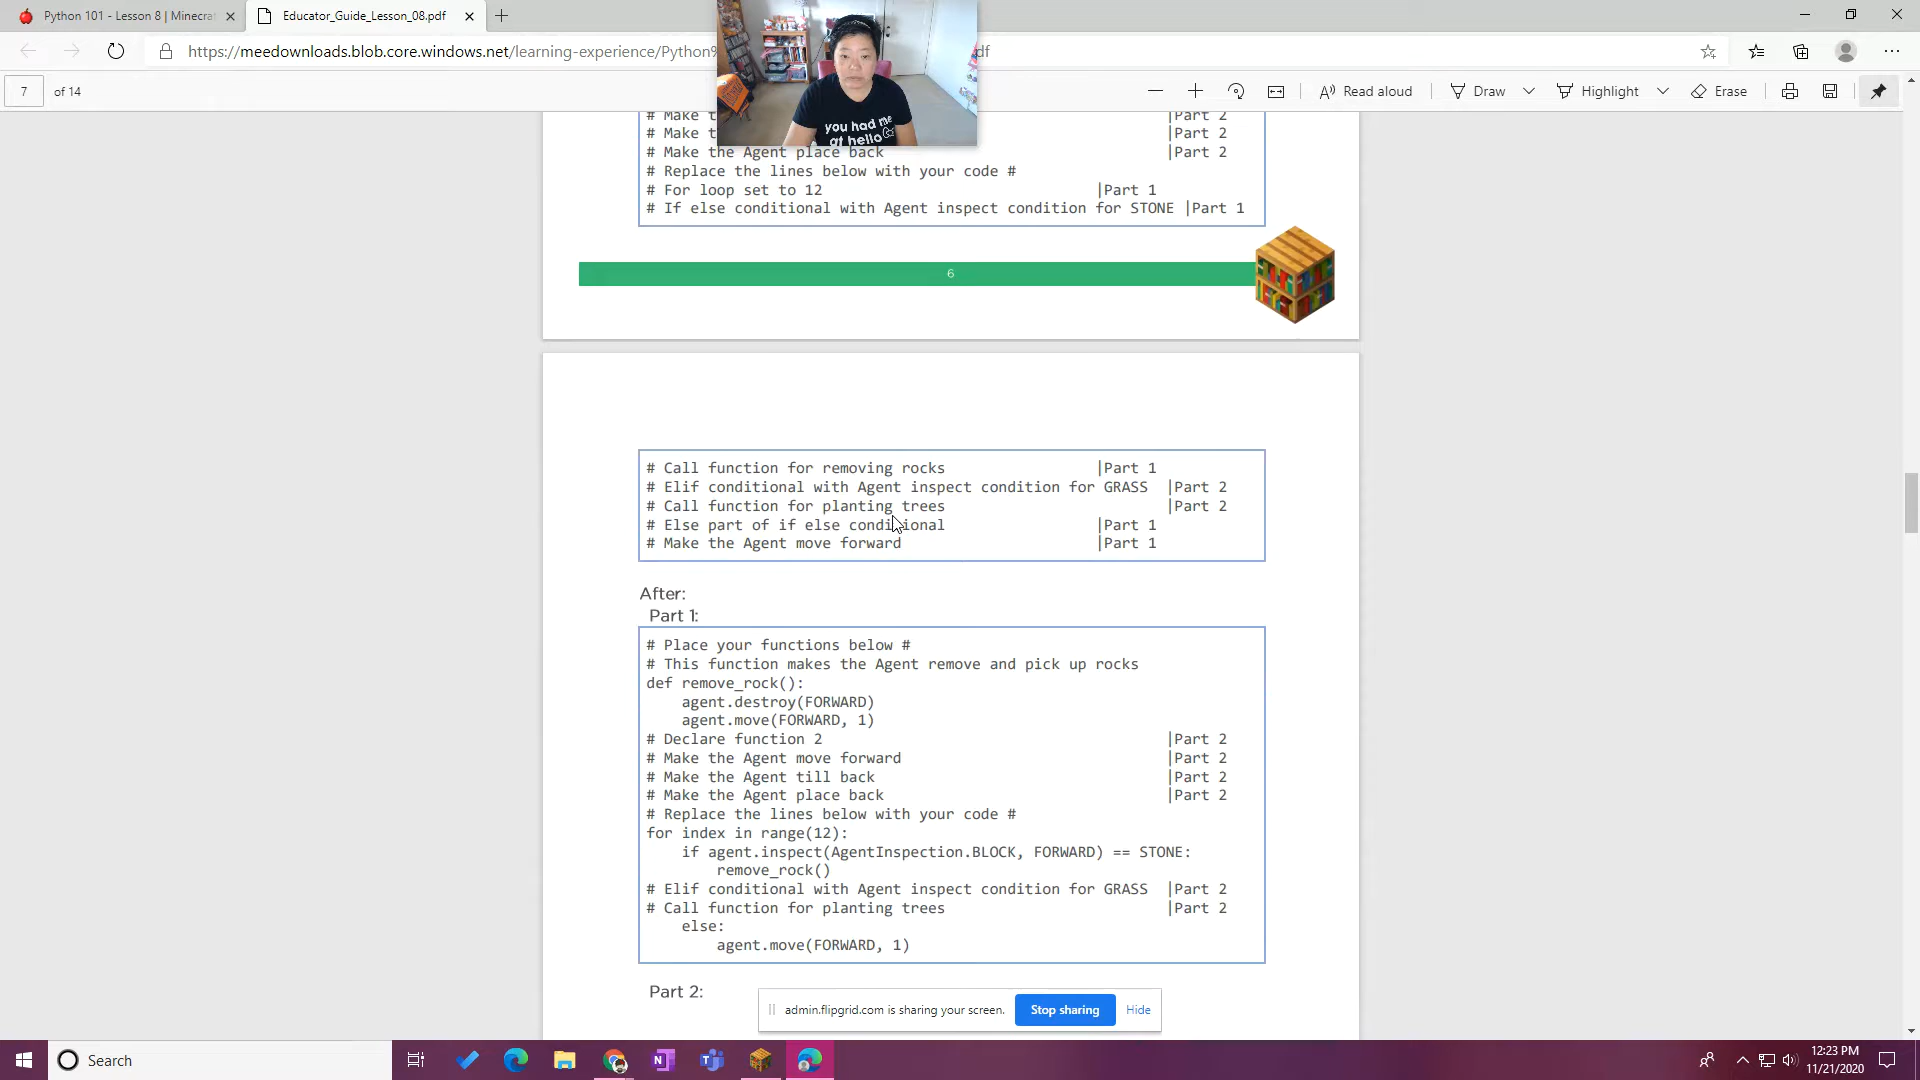 Python 101 - Lesson 8 | Minecra
Educator_Guide_Lesson_08.pdf
https://meedownloads.blob.core.windows.net/learning-experience/Python% df
7 of 14
Read aloud Draw Highlight Erase
you had me
at hello
# Make t |Part 2
# Make t |Part 2
# Make the Agent place back |Part 2
# Replace the lines below with your code #
# For loop set to 12 |Part 1
# If else conditional with Agent inspect condition for STONE |Part 1
6
# Call function for removing rocks |Part 1
# Elif conditional with Agent inspect condition for GRASS |Part 2
# Call function for planting trees |Part 2
# Else part of if else conditional |Part 1
# Make the Agent move forward |Part 1
After:
Part 1:
# Place your functions below #
# This function makes the Agent remove and pick up rocks
def remove_rock():
    agent.destroy(FORWARD)
    agent.move(FORWARD, 1)
# Declare function 2 |Part 2
# Make the Agent move forward |Part 2
# Make the Agent till back |Part 2
# Make the Agent place back |Part 2
# Replace the lines below with your code #
for index in range(12):
    if agent.inspect(AgentInspection.BLOCK, FORWARD) == STONE:
        remove_rock()
# Elif conditional with Agent inspect condition for GRASS |Part 2
# Call function for planting trees |Part 2
    else:
        agent.move(FORWARD, 1)
Part 2:
admin.flipgrid.com is sharing your screen. Stop sharing Hide
Search
12:23 PM
11/21/2020